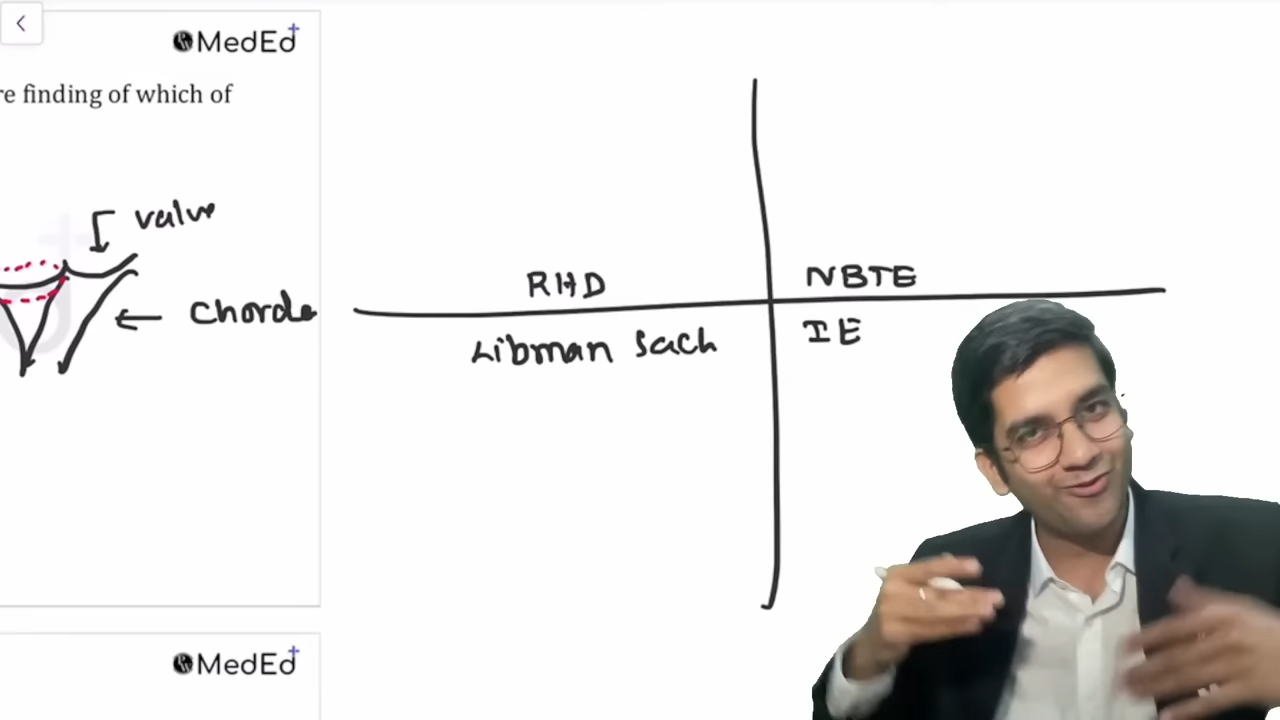 MedEd
re finding of which of
valve
Chorde
RHD
NBTE
Libman Sach
IE
MedEd